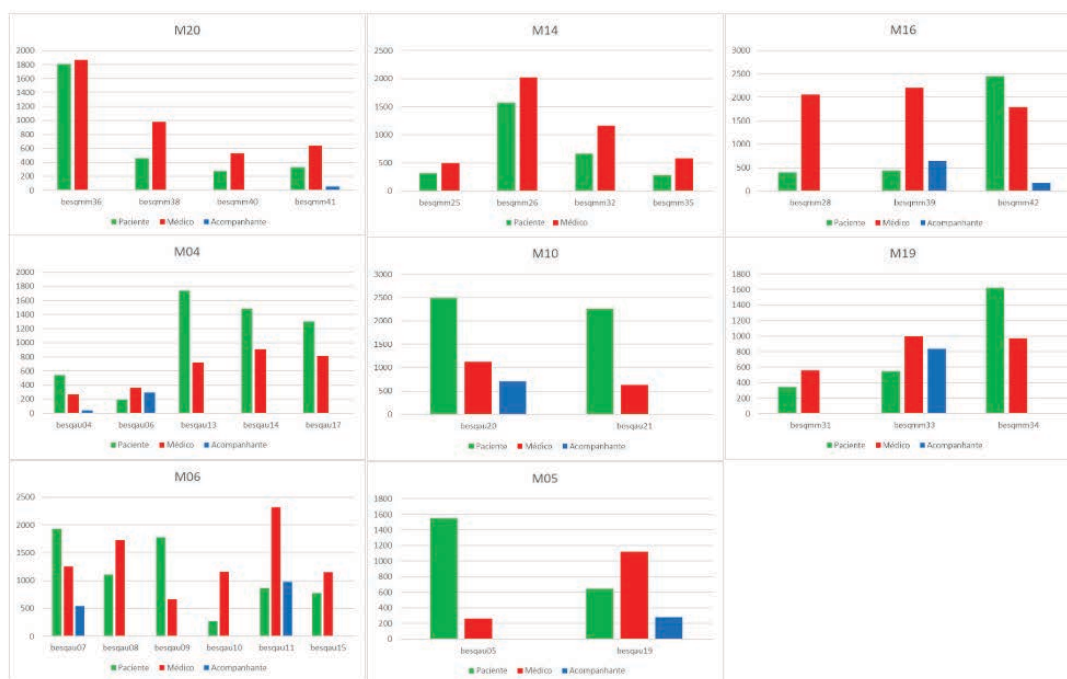 M20
2000
1800
1600
1400
1200
1000
800
600
400
200
0
besqmm36 besqmm38 besqmm40 besqmm41
Paciente Médico Acompanhante
M14
2500
2000
1500
1000
500
0
besqmm25 besqmm26 besqmm32 besqmm35
Paciente Médico
M16
3000
2500
2000
1500
1000
500
0
besqmm28 besqmm39 besqmm42
Paciente Médico Acompanhante
M04
2000
1800
1600
1400
1200
1000
800
600
400
200
0
besqau04 besqau06 besqau13 besqau14 besqau17
Paciente Médico Acompanhante
M10
3000
2500
2000
1500
1000
500
0
besqau20 besqau21
Paciente Médico Acompanhante
M19
1800
1600
1400
1200
1000
800
600
400
200
0
besqmm31 besqmm33 besqmm34
Paciente Médico Acompanhante
M06
2500
2000
1500
1000
500
0
besqau07 besqau08 besqau09 besqau10 besqau11 besqau15
Paciente Médico Acompanhante
M05
1800
1600
1400
1200
1000
800
600
400
200
0
besqau05 besqau19
Paciente Médico Acompanhante